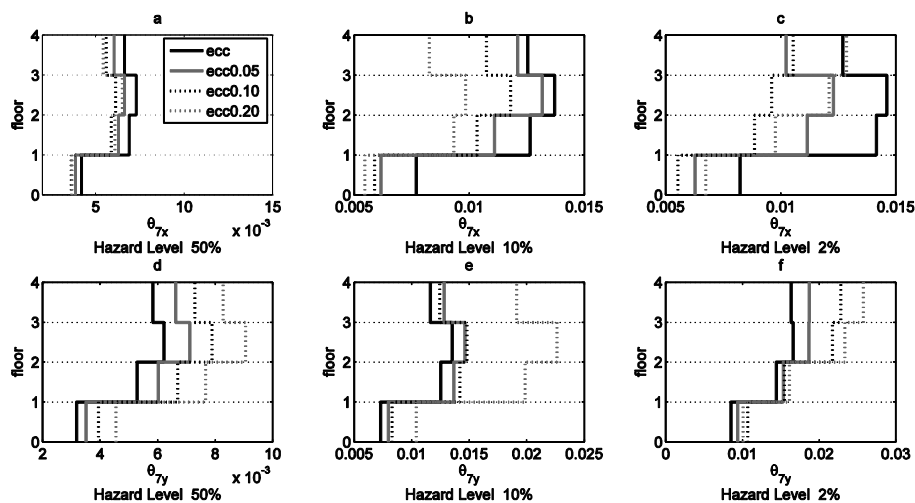 a
b
c
4
3
2
1
0
floor
ecc
ecc0.05
ecc0.10
ecc0.20
5
10
15
x 10⁻³
θ7x
Hazard Level 50%
4
3
2
1
0
floor
0.005
0.01
0.015
θ7x
Hazard Level 10%
4
3
2
1
0
floor
0.005
0.01
0.015
θ7x
Hazard Level 2%
d
e
f
4
3
2
1
0
floor
2
4
6
8
10
x 10⁻³
θ7y
Hazard Level 50%
4
3
2
1
0
floor
0.005
0.01
0.015
0.02
0.025
θ7y
Hazard Level 10%
4
3
2
1
0
floor
0
0.01
0.02
0.03
θ7y
Hazard Level 2%